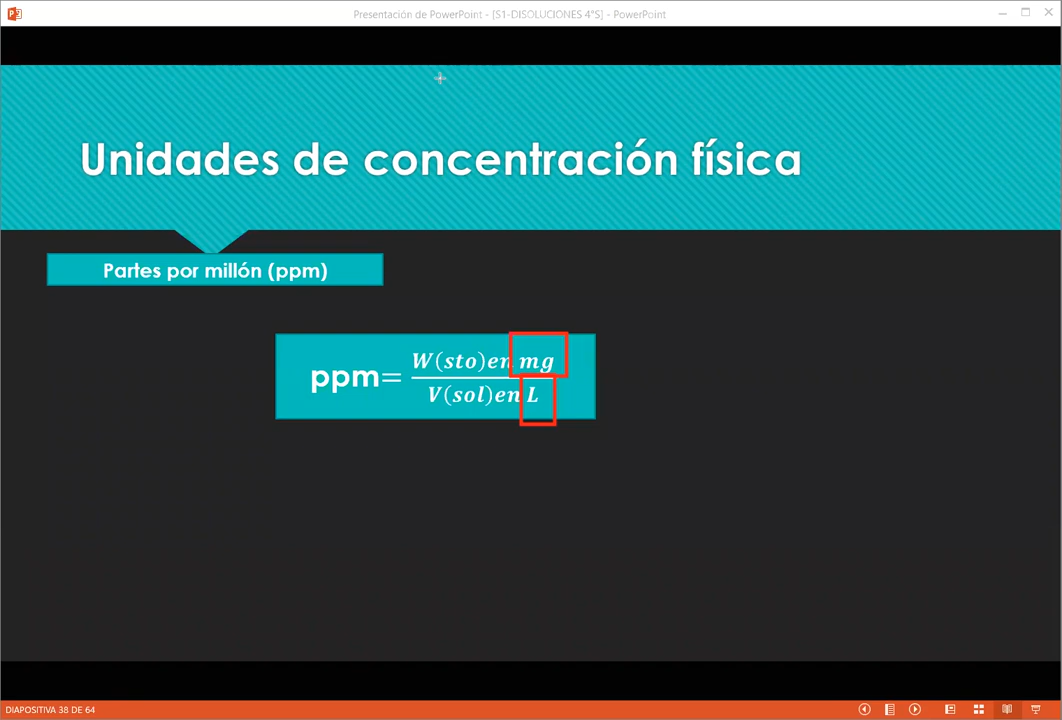 Presentación de PowerPoint - [S1-DISOLUCIONES 4°S] - PowerPoint
Unidades de concentración física
Partes por millón (ppm)
ppm= W(sto)en mg / V(sol)en L
DIAPOSITIVA 38 DE 64